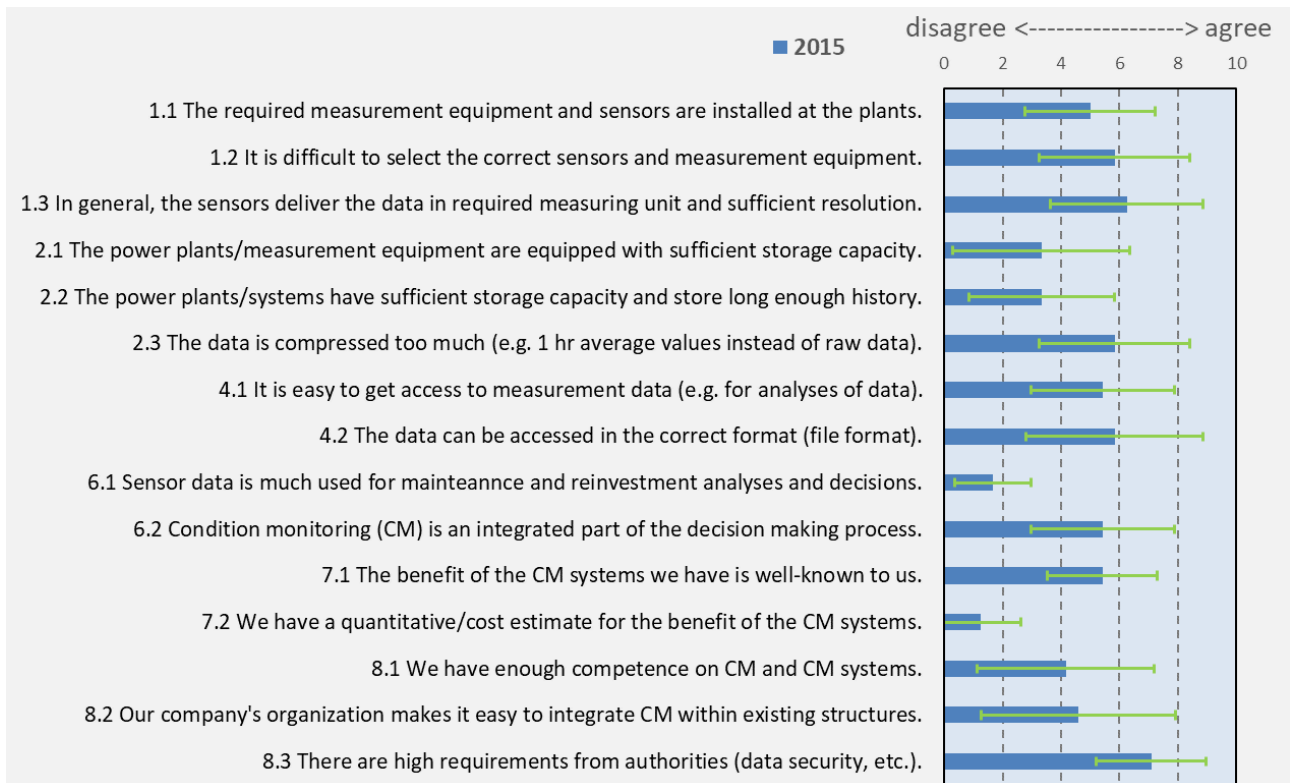 disagree <-----------------> agree
2015
0 2 4 6 8 10
1.1 The required measurement equipment and sensors are installed at the plants.
1.2 It is difficult to select the correct sensors and measurement equipment.
1.3 In general, the sensors deliver the data in required measuring unit and sufficient resolution.
2.1 The power plants/measurement equipment are equipped with sufficient storage capacity.
2.2 The power plants/systems have sufficient storage capacity and store long enough history.
2.3 The data is compressed too much (e.g. 1 hr average values instead of raw data).
4.1 It is easy to get access to measurement data (e.g. for analyses of data).
4.2 The data can be accessed in the correct format (file format).
6.1 Sensor data is much used for mainteannce and reinvestment analyses and decisions.
6.2 Condition monitoring (CM) is an integrated part of the decision making process.
7.1 The benefit of the CM systems we have is well-known to us.
7.2 We have a quantitative/cost estimate for the benefit of the CM systems.
8.1 We have enough competence on CM and CM systems.
8.2 Our company's organization makes it easy to integrate CM within existing structures.
8.3 There are high requirements from authorities (data security, etc.).